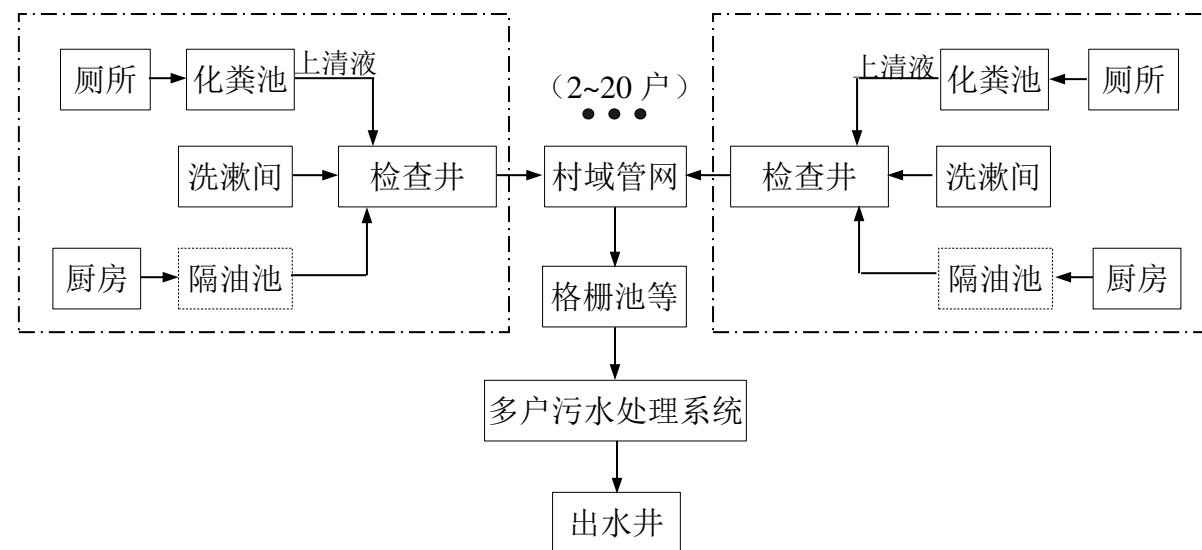 厕所
化粪池
上清液
(2~20 户)
上清液
化粪池
厕所
洗漱间
检查井
村域管网
检查井
洗漱间
厨房
隔油池
格栅池等
隔油池
厨房
多户污水处理系统
出水井